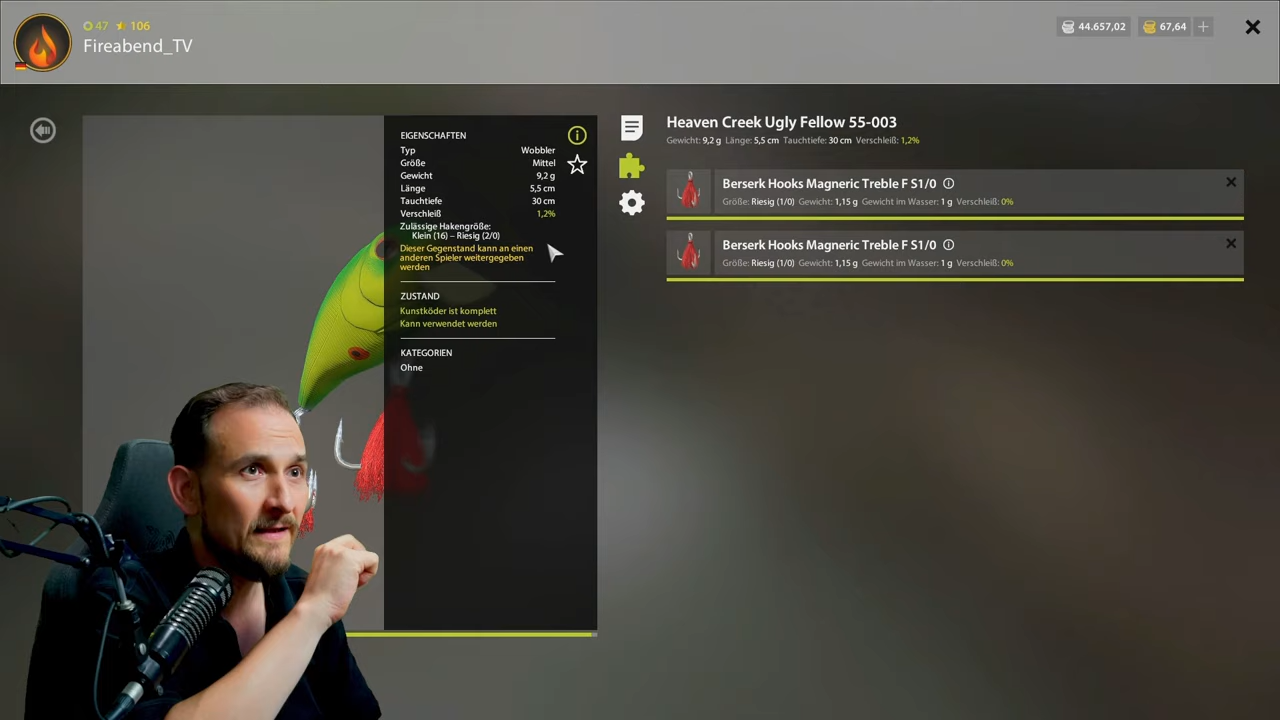 47 106
Fireabend_TV
44.657,02
67,64
EIGENSCHAFTEN
Typ Wobbler
Größe Mittel
Gewicht 9,2 g
Länge 5,5 cm
Tauchtiefe 30 cm
Verschleiß 1,2%
Zulässige Hakengröße:
Klein (16) – Riesig (2/0)
Dieser Gegenstand kann an einen
anderen Spieler weitergegeben
werden
ZUSTAND
Kunstköder ist komplett
Kann verwendet werden
KATEGORIEN
Ohne
Heaven Creek Ugly Fellow 55-003
Gewicht: 9,2 g Länge: 5,5 cm Tauchtiefe: 30 cm Verschleiß: 1,2%
Berserk Hooks Magneric Treble F S1/0
Größe: Riesig (1/0) Gewicht: 1,15 g Gewicht im Wasser: 1 g Verschleiß: 0%
Berserk Hooks Magneric Treble F S1/0
Größe: Riesig (1/0) Gewicht: 1,15 g Gewicht im Wasser: 1 g Verschleiß: 0%